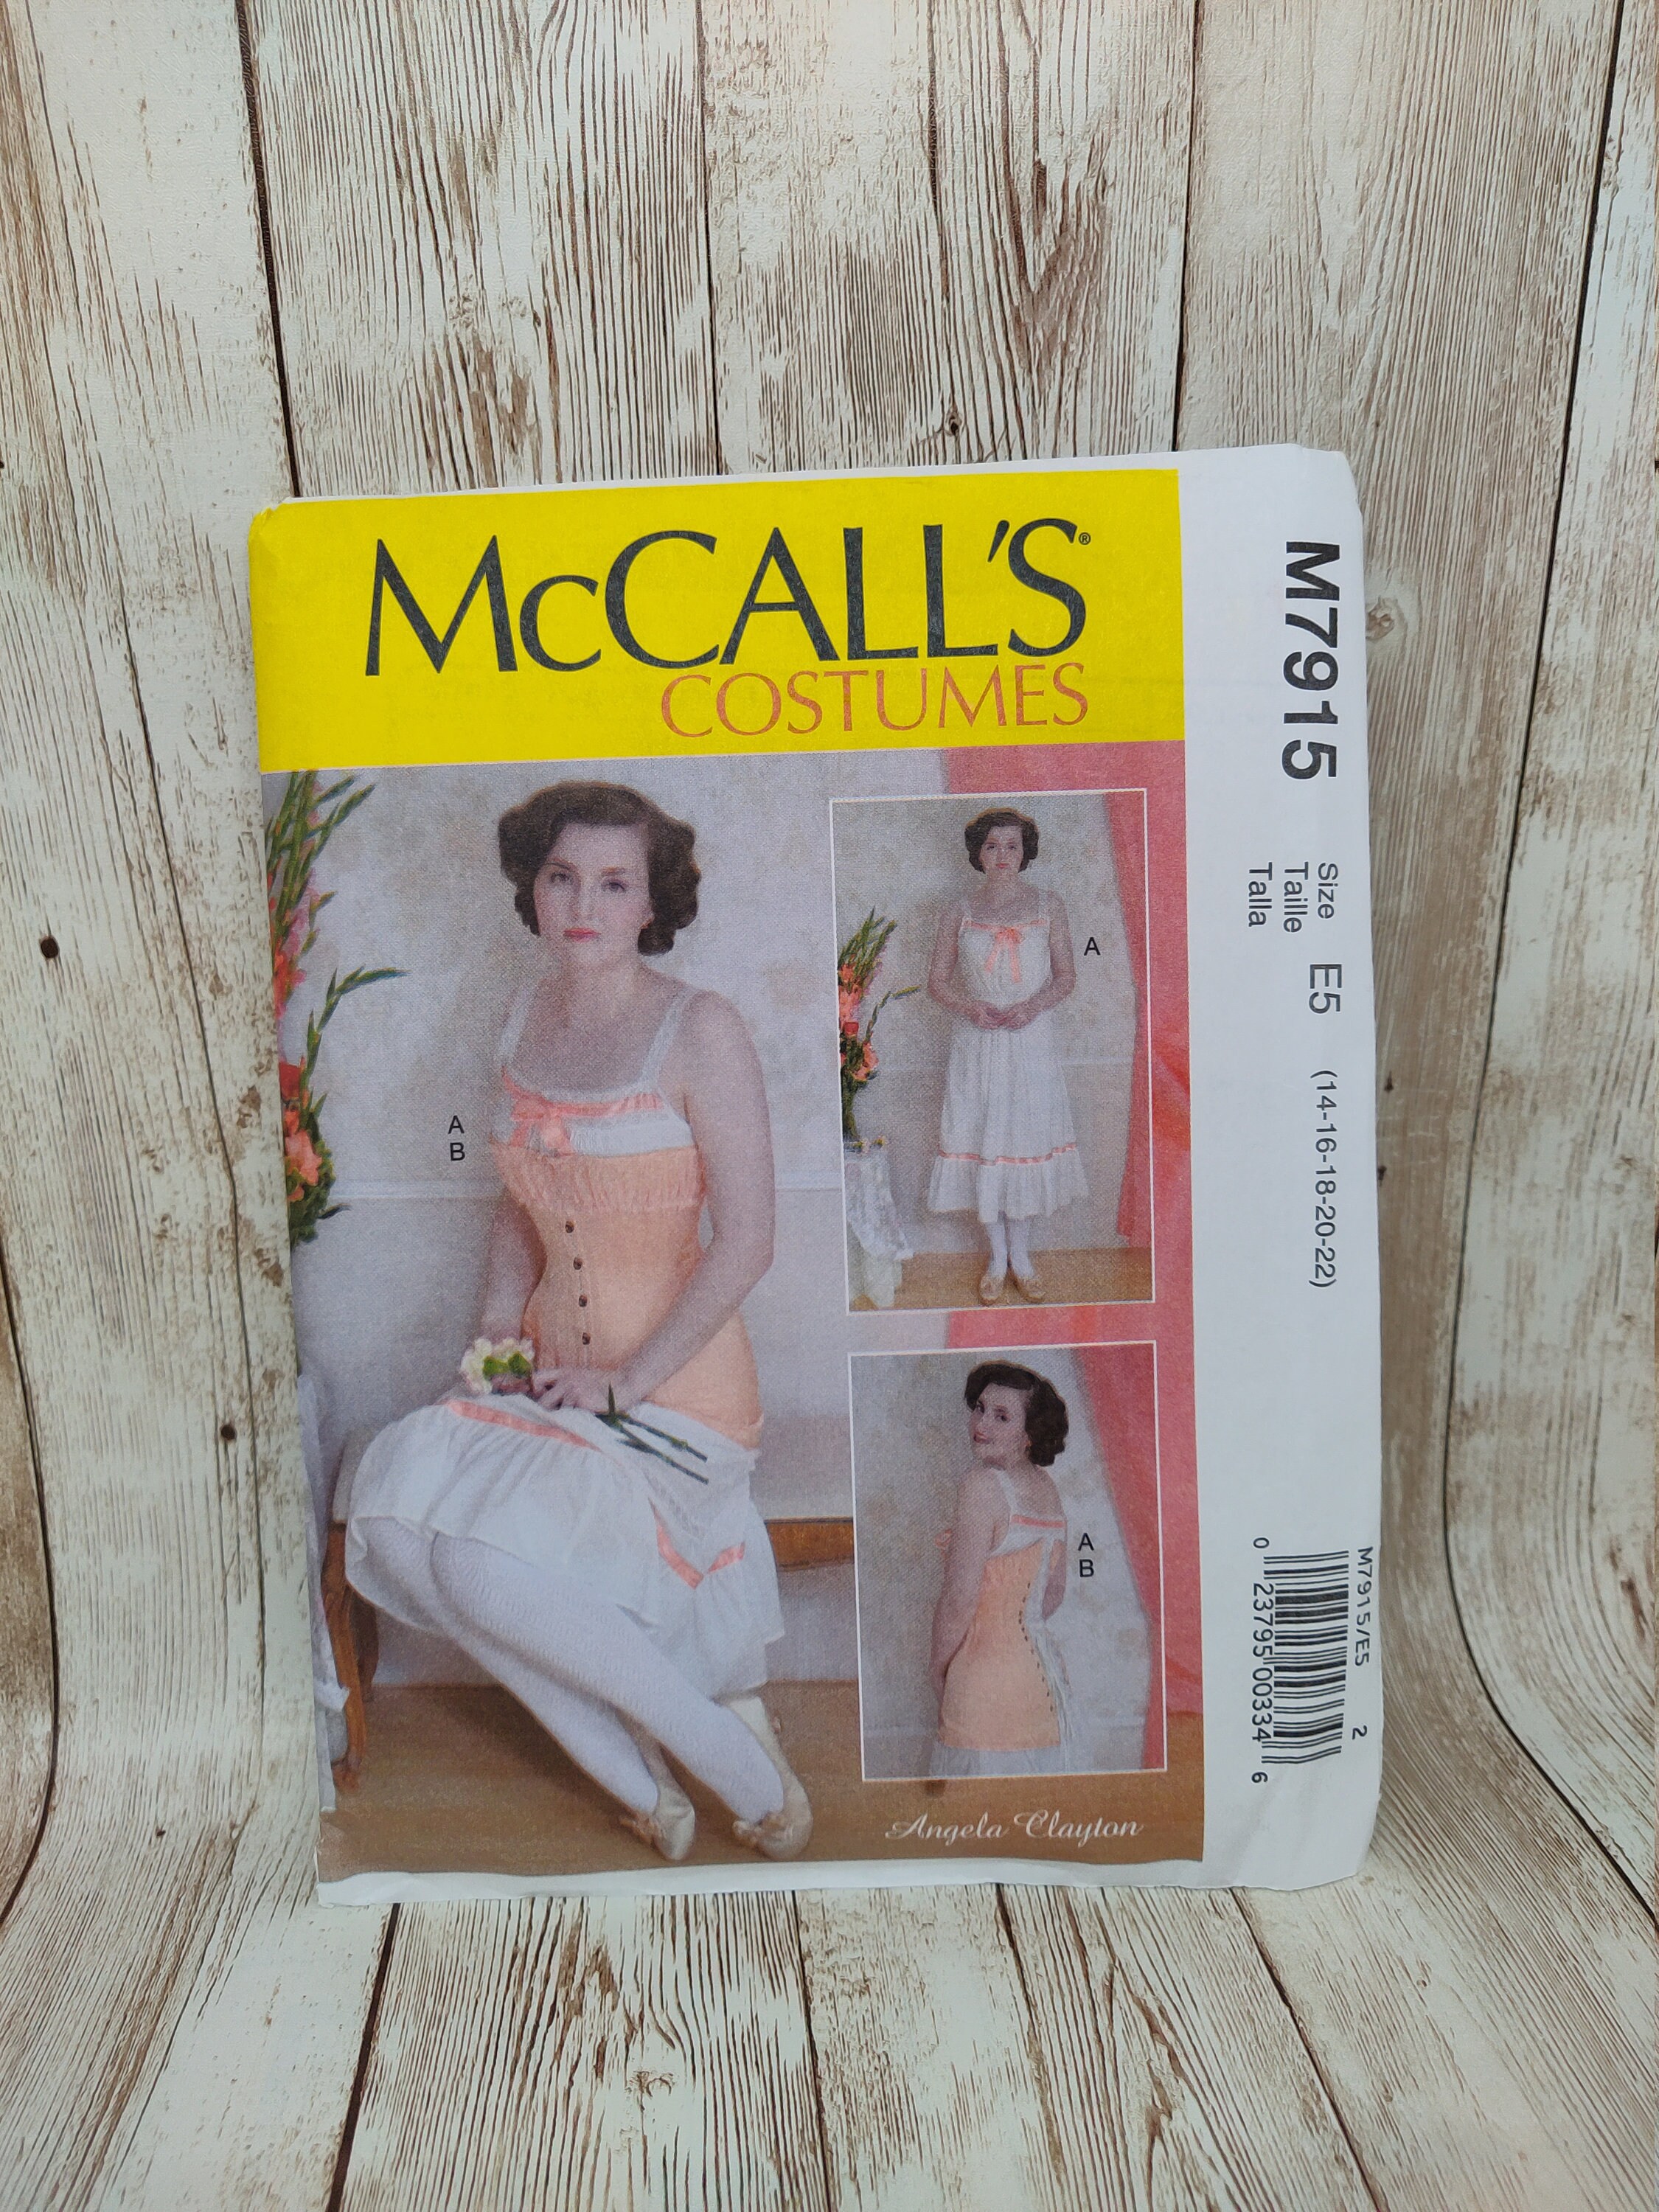 McCALL'S®
COSTUMES
A
B
A
A
B
Angela Clayton
M7915
Size
Taille
Talla
E5
(14-16-18-20-22)
M7915/E5 2
0 23795 00334 6